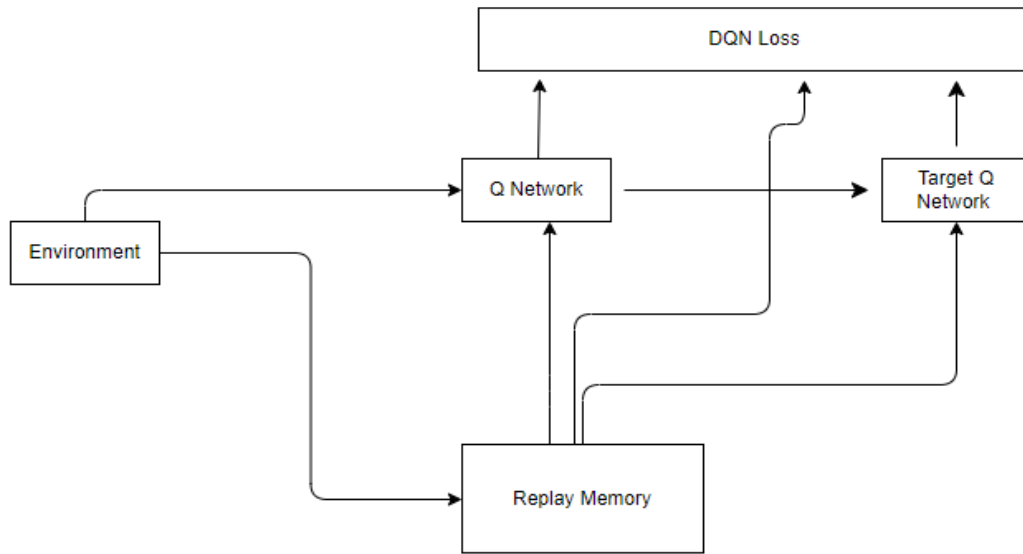 DQN Loss
Q Network
Target Q
Network
Environment
Replay Memory